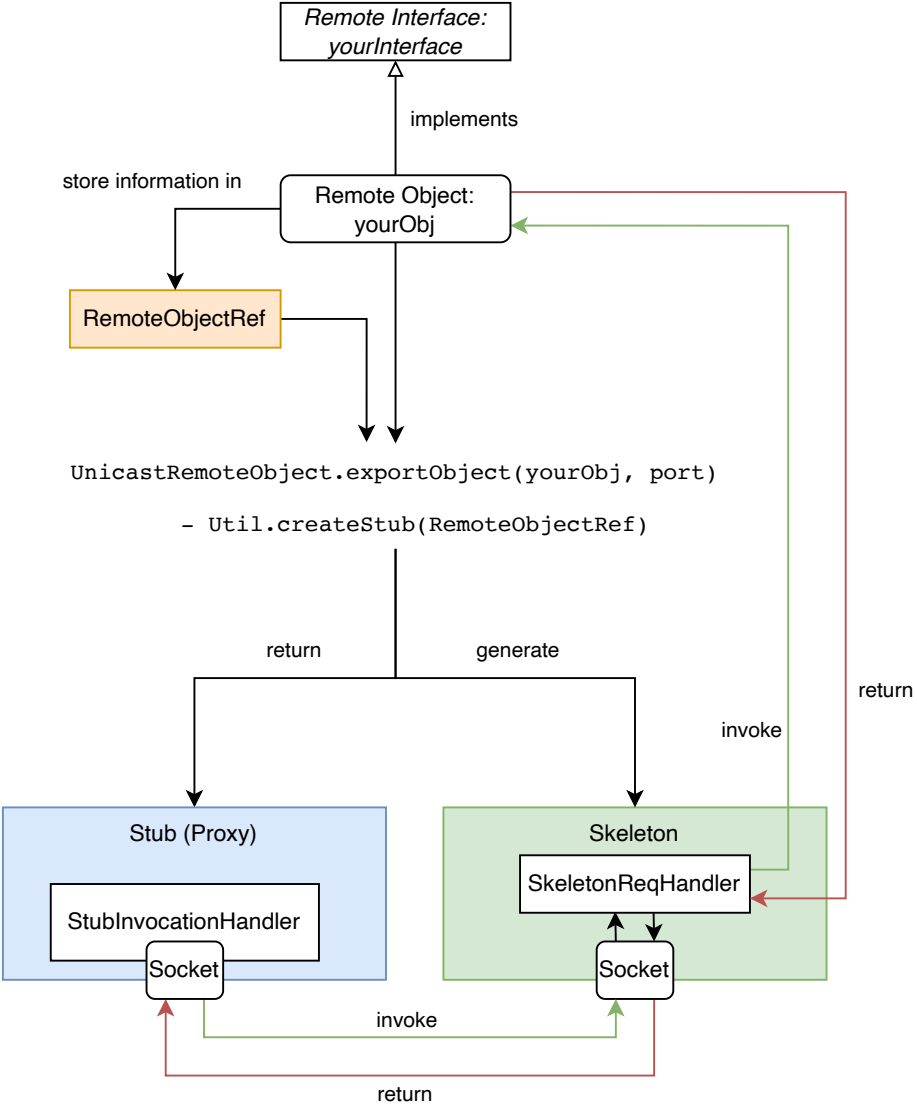 Remote Interface:
yourInterface
implements
store information in
Remote Object:
yourObj
RemoteObjectRef
UnicastRemoteObject.exportObject(yourObj, port)
- Util.createStub(RemoteObjectRef)
return
generate
return
invoke
Stub (Proxy)
Skeleton
SkeletonReqHandler
StubInvocationHandler
Socket
Socket
invoke
return